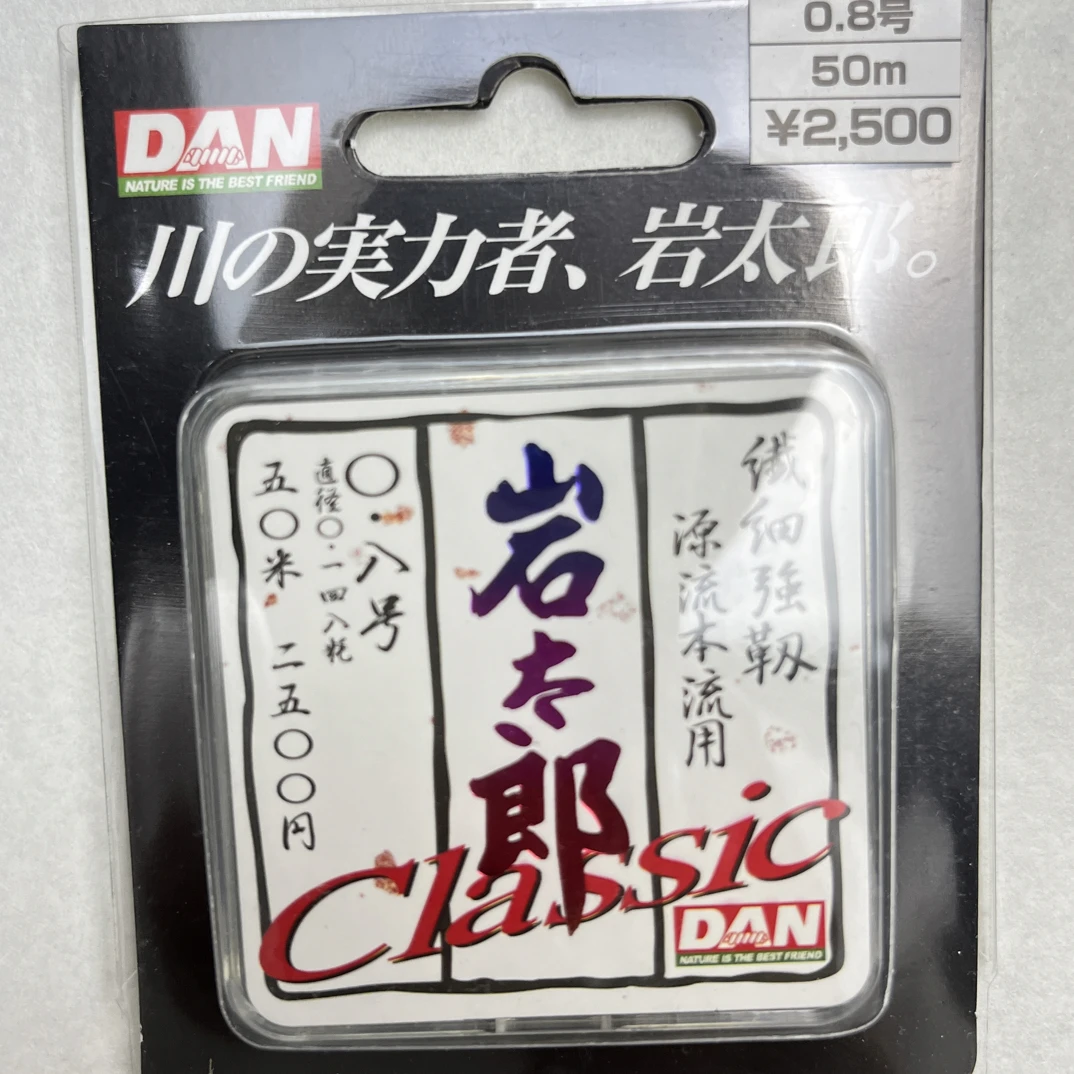 0.8号
50m
¥2,500
DAN
NATURE IS THE BEST FRIEND
川の実力者、岩太郎。
繊細強靱
源流本流用
岩太郎
〇・八号
直径〇・一四八粍
五〇米 二五〇〇円
Classic
DAN
NATURE IS THE BEST FRIEND